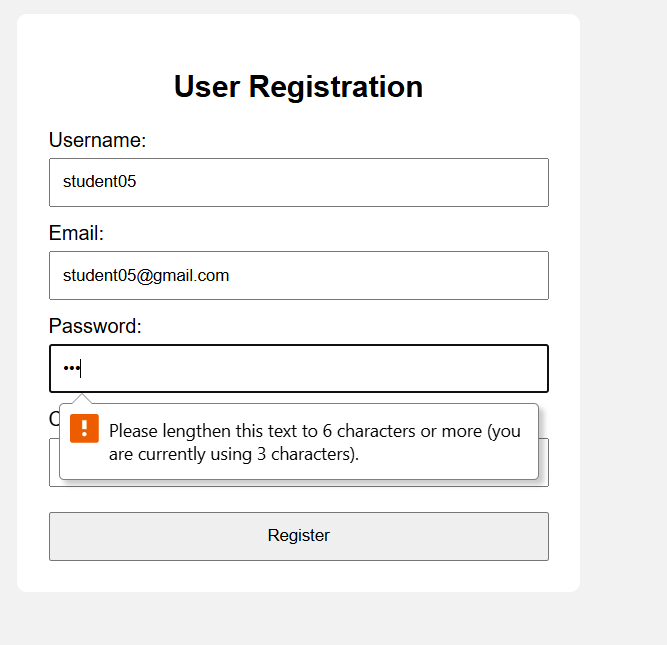 User Registration
Username:
student05
Email:
student05@gmail.com
Password:
•••
Please lengthen this text to 6 characters or more (you
are currently using 3 characters).
Register